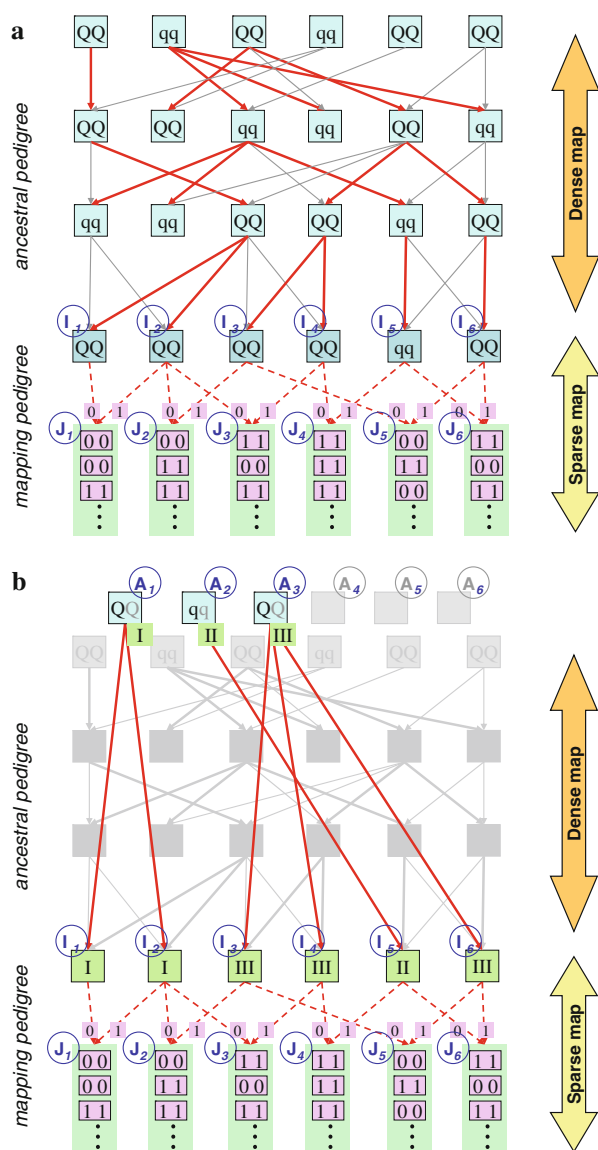 a
QQ qq QQ qq QQ QQ
QQ QQ qq qq QQ qq
qq qq QQ QQ qq QQ
ancestral pedigree
Dense map
I1 I2 I3 I4 I5 I6
QQ QQ QQ QQ qq QQ
mapping pedigree
Sparse map
0 1 0 1 0 1 0 1 0 1 0 1
J1 J2 J3 J4 J5 J6
0 0 0 0 1 1 1 1 0 0 1 1
0 0 1 1 0 0 1 1 1 1 0 0
1 1 1 1 1 1 1 1 0 0 1 1
b
A1 A2 A3 A4 A5 A6
QQ qq QQ
I II III
QQ qq QQ qq QQ QQ
ancestral pedigree
Dense map
I1 I2 I3 I4 I5 I6
I I III III II III
mapping pedigree
Sparse map
0 1 0 1 0 1 0 1 0 1 0 1
J1 J2 J3 J4 J5 J6
0 0 0 0 1 1 1 1 0 0 1 1
0 0 1 1 0 0 1 1 1 1 0 0
1 1 1 1 1 1 1 1 0 0 1 1